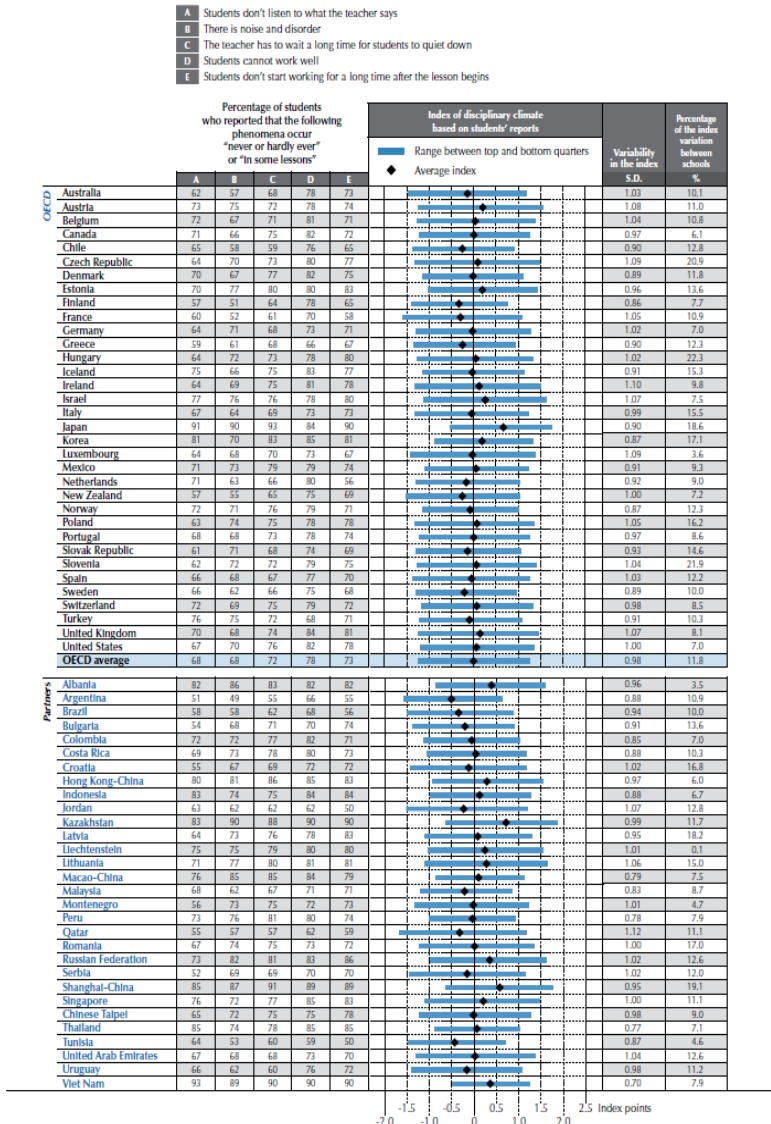 A Students don't listen to what the teacher says
B There is noise and disorder
C The teacher has to wait a long time for students to quiet down
D Students cannot work well
E Students don't start working for a long time after the lesson begins
Percentage of students
who reported that the following
phenomena occur
"never or hardly ever"
or "in some lessons"
Index of disciplinary climate
based on students' reports
Range between top and bottom quarters
Average index
Variability
in the index
Percentage
of the index
variation
between
schools
A B C D E S.D. %
OECD
Australia 62 57 68 78 73 1.03 10.1
Austria 73 75 72 78 74 1.08 11.0
Belgium 72 67 71 81 71 1.04 10.8
Canada 71 66 75 82 72 0.97 6.1
Chile 65 58 59 76 65 0.90 12.8
Czech Republic 64 70 73 80 77 1.09 20.9
Denmark 70 67 77 82 75 0.89 11.8
Estonia 70 77 80 80 83 0.96 13.6
Finland 57 51 64 78 65 0.86 7.7
France 60 52 61 70 58 1.05 10.9
Germany 64 71 68 73 71 1.02 7.0
Greece 59 61 68 66 67 0.90 12.3
Hungary 64 72 73 78 80 1.02 22.3
Iceland 75 66 75 83 77 0.91 15.3
Ireland 64 69 75 81 78 1.10 9.8
Israel 77 76 76 78 80 1.07 7.5
Italy 67 64 69 73 73 0.99 15.5
Japan 91 90 93 84 90 0.90 18.6
Korea 81 70 83 85 81 0.87 17.1
Luxembourg 64 68 70 73 67 1.09 3.6
Mexico 71 73 79 79 74 0.91 9.3
Netherlands 71 63 66 80 56 0.92 9.0
New Zealand 57 55 65 75 69 1.00 7.2
Norway 72 71 76 79 71 0.87 12.3
Poland 63 74 75 78 78 1.05 16.2
Portugal 68 68 73 78 74 0.97 8.6
Slovak Republic 61 71 68 74 69 0.93 14.6
Slovenia 62 72 72 79 75 1.04 21.9
Spain 66 68 67 77 70 1.03 12.2
Sweden 66 62 66 75 68 0.89 10.0
Switzerland 72 69 75 79 72 0.98 8.5
Turkey 76 75 72 68 71 0.91 10.3
United Kingdom 70 68 74 84 81 1.07 8.1
United States 67 70 76 82 78 1.00 7.0
OECD average 68 68 72 78 73 0.98 11.8
Partners
Albania 82 86 83 82 82 0.96 3.5
Argentina 51 49 55 66 55 0.88 10.9
Brazil 58 58 62 68 56 0.94 10.0
Bulgaria 54 68 71 70 74 0.91 13.6
Colombia 72 72 77 82 71 0.85 7.0
Costa Rica 69 73 78 80 73 0.88 10.3
Croatia 55 67 69 72 72 1.02 16.8
Hong Kong-China 80 81 86 85 83 0.97 6.0
Indonesia 83 74 75 84 84 0.88 6.7
Jordan 63 62 62 62 50 1.07 12.8
Kazakhstan 83 90 88 90 90 0.99 11.7
Latvia 64 73 76 78 83 0.95 18.2
Liechtenstein 75 75 79 80 80 1.01 0.1
Lithuania 71 77 80 81 81 1.06 15.0
Macao-China 76 85 85 84 79 0.79 7.5
Malaysia 68 62 67 71 71 0.83 8.7
Montenegro 56 73 75 72 73 1.01 4.7
Peru 73 76 81 80 74 0.78 7.9
Qatar 55 57 57 62 59 1.12 11.1
Romania 67 74 75 73 72 1.00 17.0
Russian Federation 73 82 81 83 86 1.02 12.6
Serbia 52 69 69 70 70 1.02 12.0
Shanghai-China 85 87 91 89 89 0.95 19.1
Singapore 76 72 77 85 83 1.00 11.1
Chinese Taipei 65 72 75 75 78 0.98 9.0
Thailand 85 74 78 85 85 0.77 7.1
Tunisia 64 53 60 59 50 0.87 4.6
United Arab Emirates 67 68 68 73 70 1.04 12.6
Uruguay 66 62 60 76 72 0.98 11.2
Viet Nam 93 89 90 90 90 0.70 7.9
-1.5 -0.5 0.5 1.5 2.5 Index points
-2.0 -1.0 0 1.0 2.0